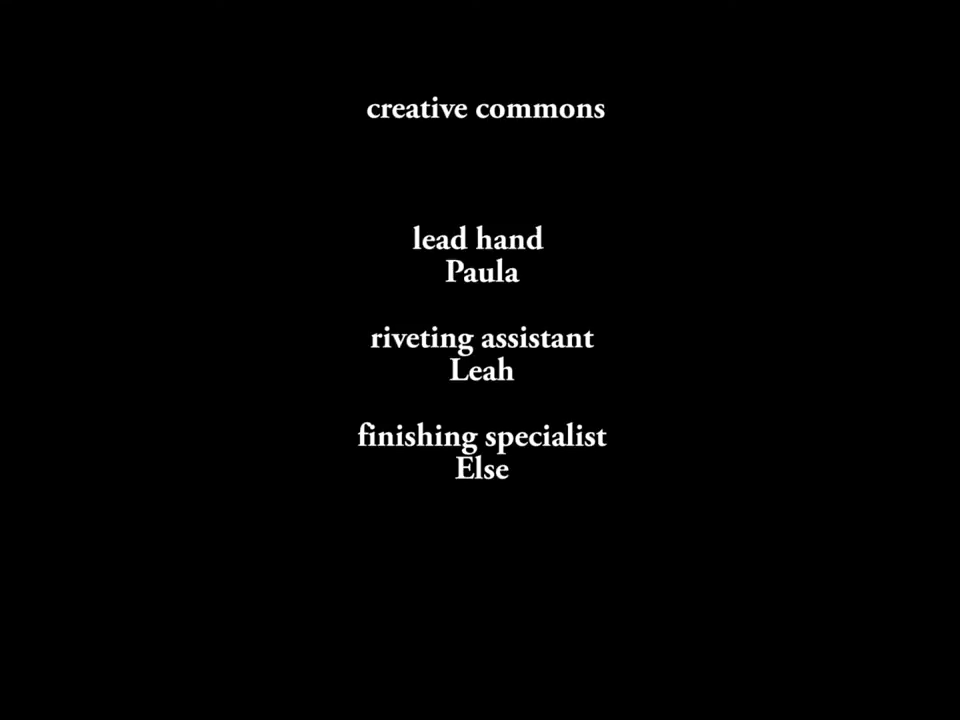 creative commons
lead hand
Paula
riveting assistant
Leah
finishing specialist
Else